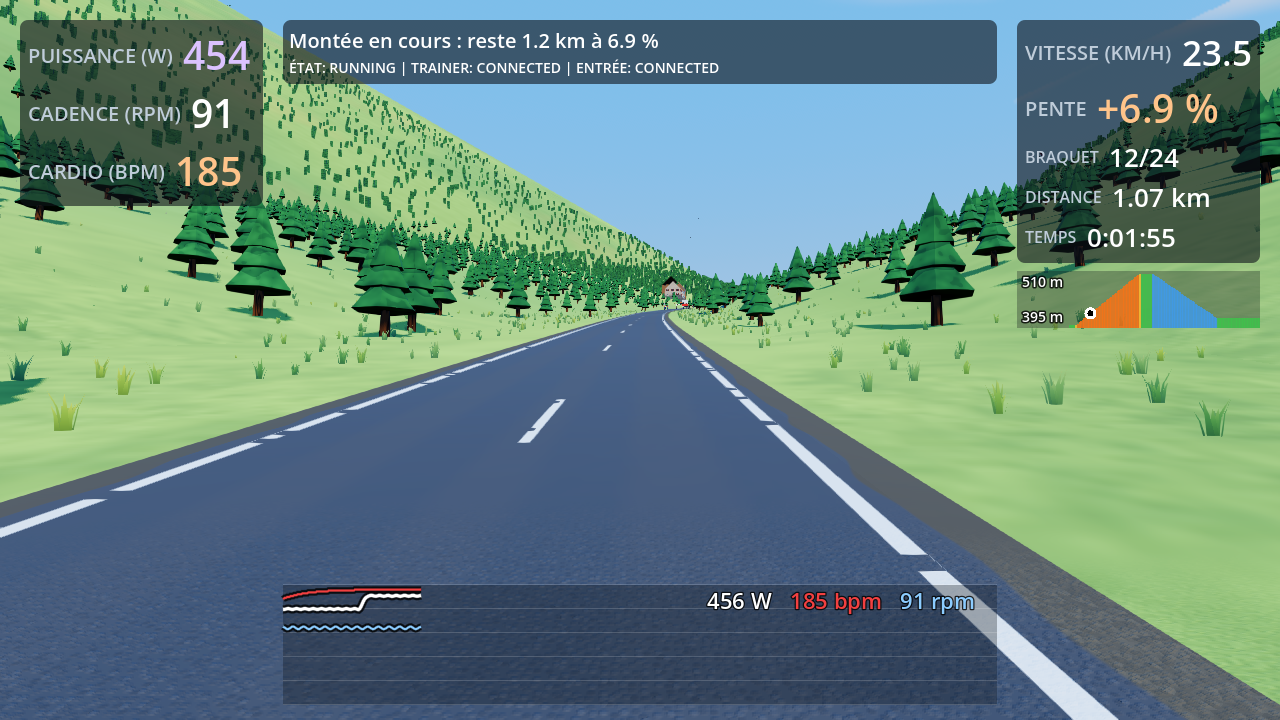 PUISSANCE (W) 454
CADENCE (RPM) 91
CARDIO (BPM) 185
Montée en cours : reste 1.2 km à 6.9 %
ÉTAT: RUNNING | TRAINER: CONNECTED | ENTRÉE: CONNECTED
VITESSE (KM/H) 23.5
PENTE +6.9 %
BRAQUET 12/24
DISTANCE 1.07 km
TEMPS 0:01:55
510 m
395 m
456 W 185 bpm 91 rpm